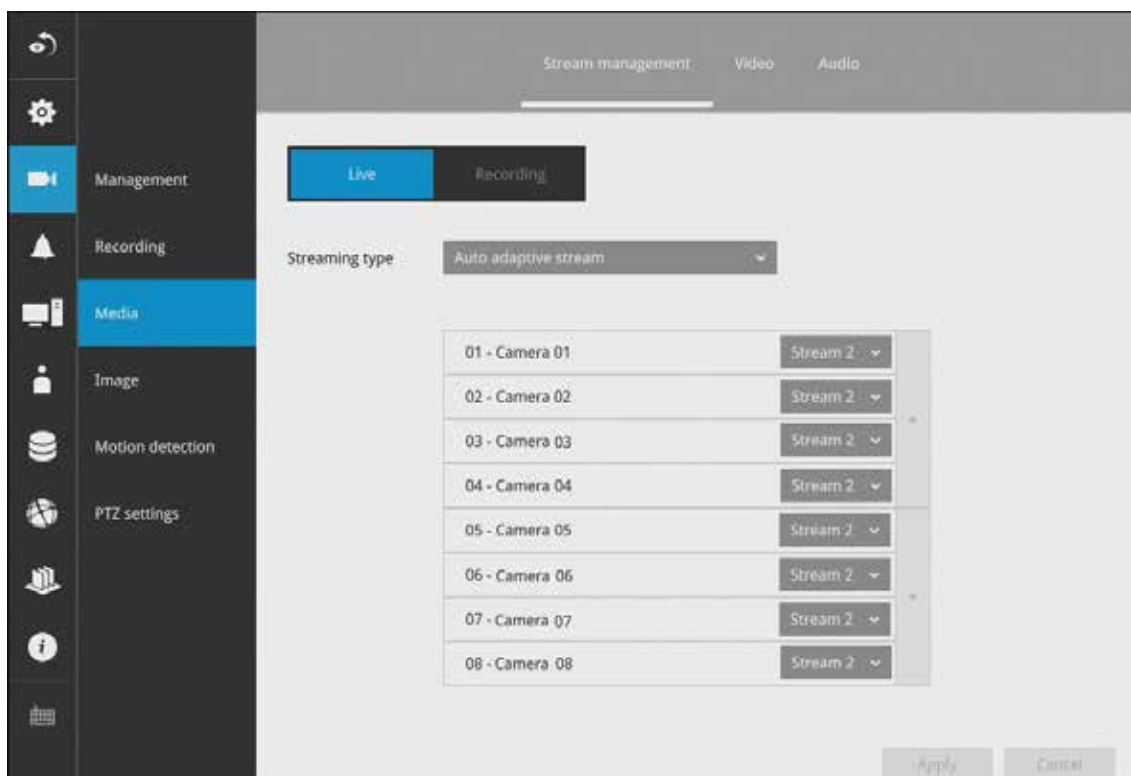 Stream management Video Audio
Management
Live Recording
Recording
Streaming type Auto adaptive stream
Media
01 - Camera 01 Stream 2
Image
02 - Camera 02 Stream 2
03 - Camera 03 Stream 2
Motion detection
04 - Camera 04 Stream 2
PTZ settings
05 - Camera 05 Stream 2
06 - Camera 06 Stream 2
07 - Camera 07 Stream 2
08 - Camera 08 Stream 2
Apply Cancel